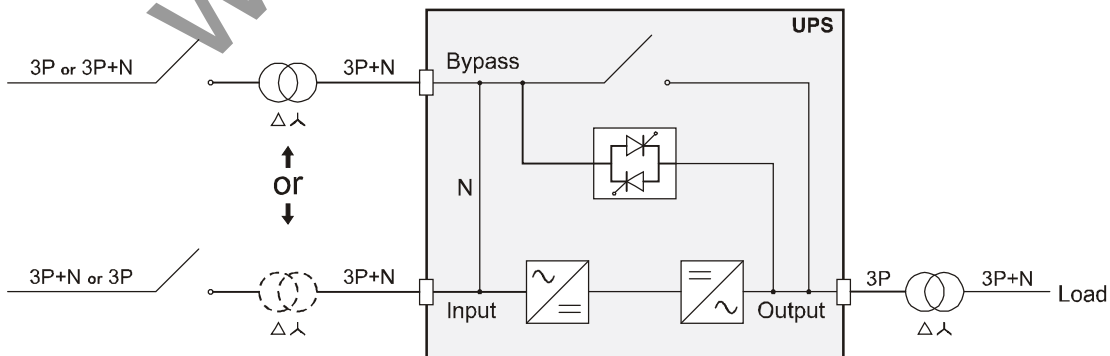 UPS
3P or 3P+N
3P+N
Bypass
or
N
3P+N or 3P
3P+N
Input
Output
3P
3P+N
Load